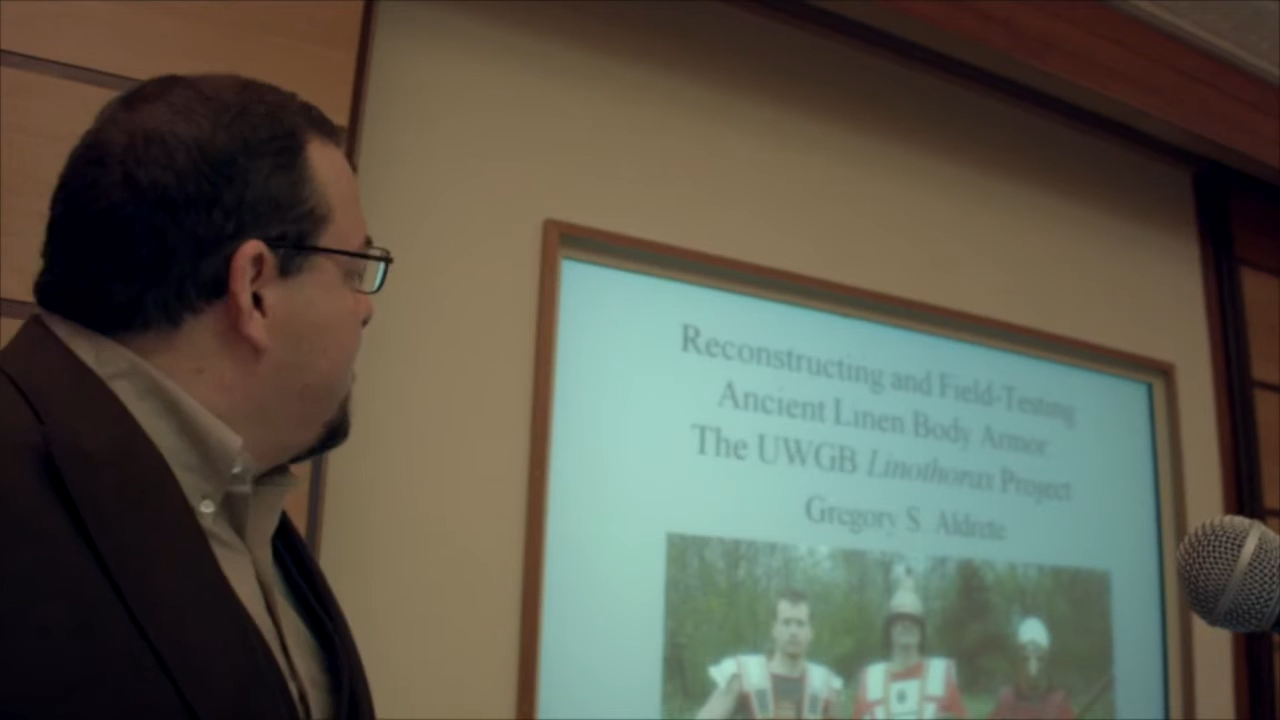 Reconstructing and Field-Testing
Ancient Linen Body Armor:
The UWGB Linothorax Project
Gregory S. Aldrete